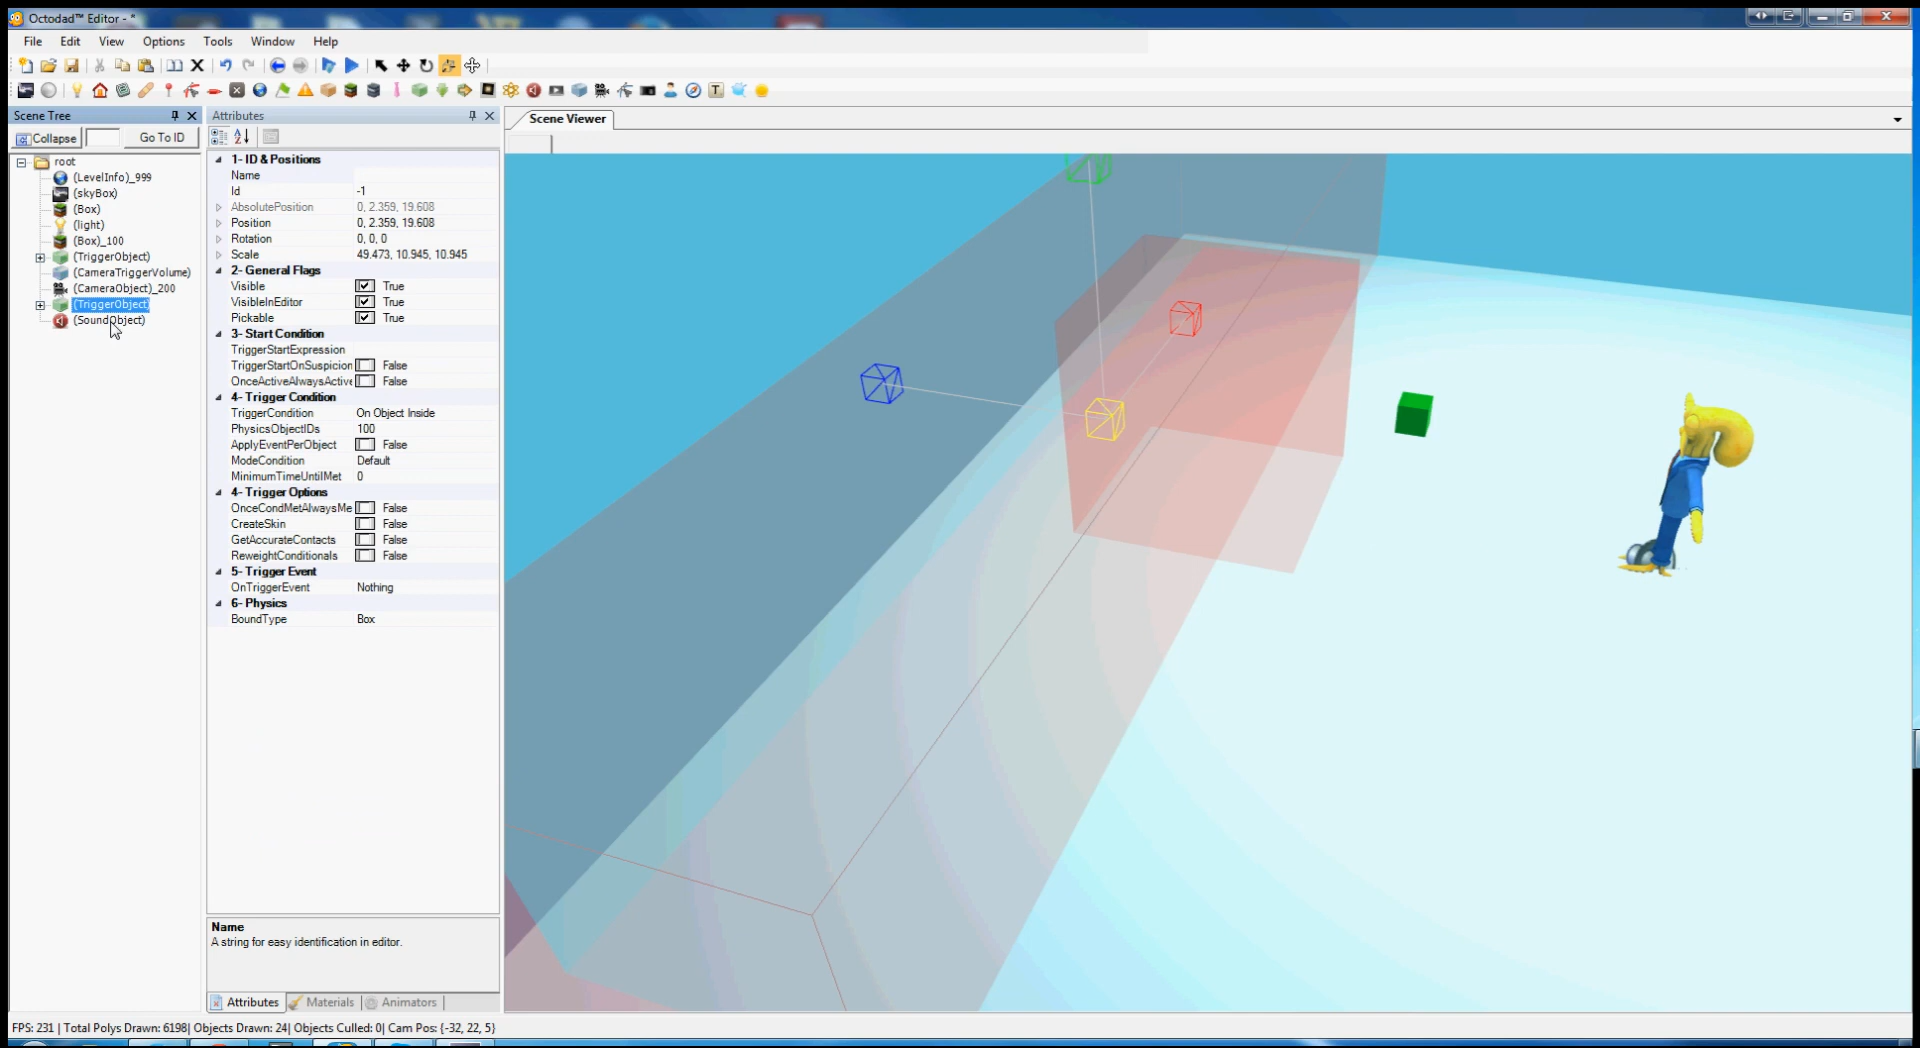 Octodad™ Editor - *
File Edit View Options Tools Window Help
Scene Tree
Collapse Go To ID
root
(LevelInfo)_999
(skyBox)
(Box)
(light)
(Box)_100
(TriggerObject)
(CameraTriggerVolume)
(CameraObject)_200
(TriggerObject)
(SoundObject)
Attributes
1- ID & Positions
Name
Id -1
AbsolutePosition 0, 2.359, 19.608
Position 0, 2.359, 19.608
Rotation 0, 0, 0
Scale 49.473, 10.945, 10.945
2- General Flags
Visible True
VisibleInEditor True
Pickable True
3- Start Condition
TriggerStartExpression
TriggerStartOnSuspicion False
OnceActiveAlwaysActive False
4- Trigger Condition
TriggerCondition On Object Inside
PhysicsObjectIDs 100
ApplyEventPerObject False
ModeCondition Default
MinimumTimeUntilMet 0
4- Trigger Options
OnceCondMetAlwaysMe False
CreateSkin False
GetAccurateContacts False
ReweightConditionals False
5- Trigger Event
OnTriggerEvent Nothing
6- Physics
BoundType Box
Name
A string for easy identification in editor.
Attributes Materials Animators
Scene Viewer
FPS: 231 | Total Polys Drawn: 6198| Objects Drawn: 24| Objects Culled: 0| Cam Pos: {-32, 22, 5}